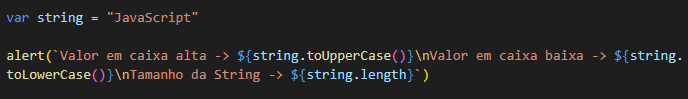 var string = "JavaScript"
alert(`Valor em caixa alta -> ${string.toUpperCase()}\nValor em caixa baixa -> ${string.
toLowerCase()}\nTamanho da String -> ${string.length}`)